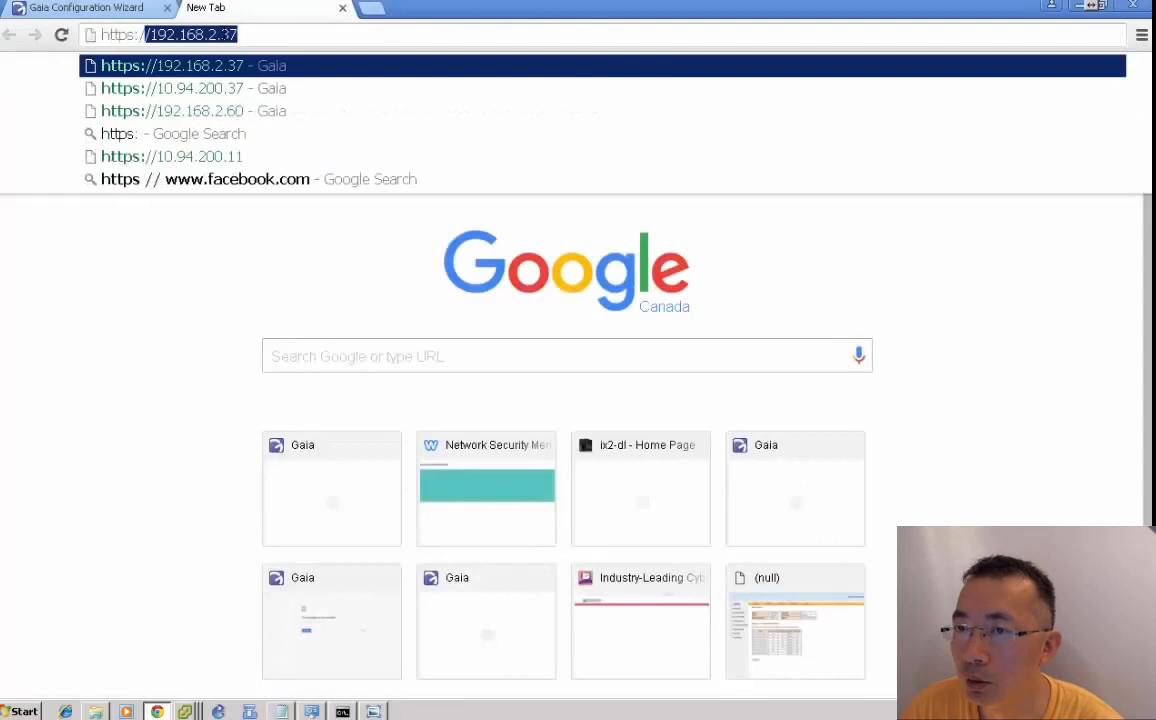 Gaia Configuration Wizard
New Tab
https://192.168.2.37
https://192.168.2.37 - Gaia
https://10.94.200.37 - Gaia
https://192.168.2.60 - Gaia
https: - Google Search
https://10.94.200.11
https // www.facebook.com - Google Search
Google
Canada
Search Google or type URL
Gaia
Network Security Mem
ix2-dl - Home Page
Gaia
Gaia
Gaia
Industry-Leading Cyb
(null)
Start